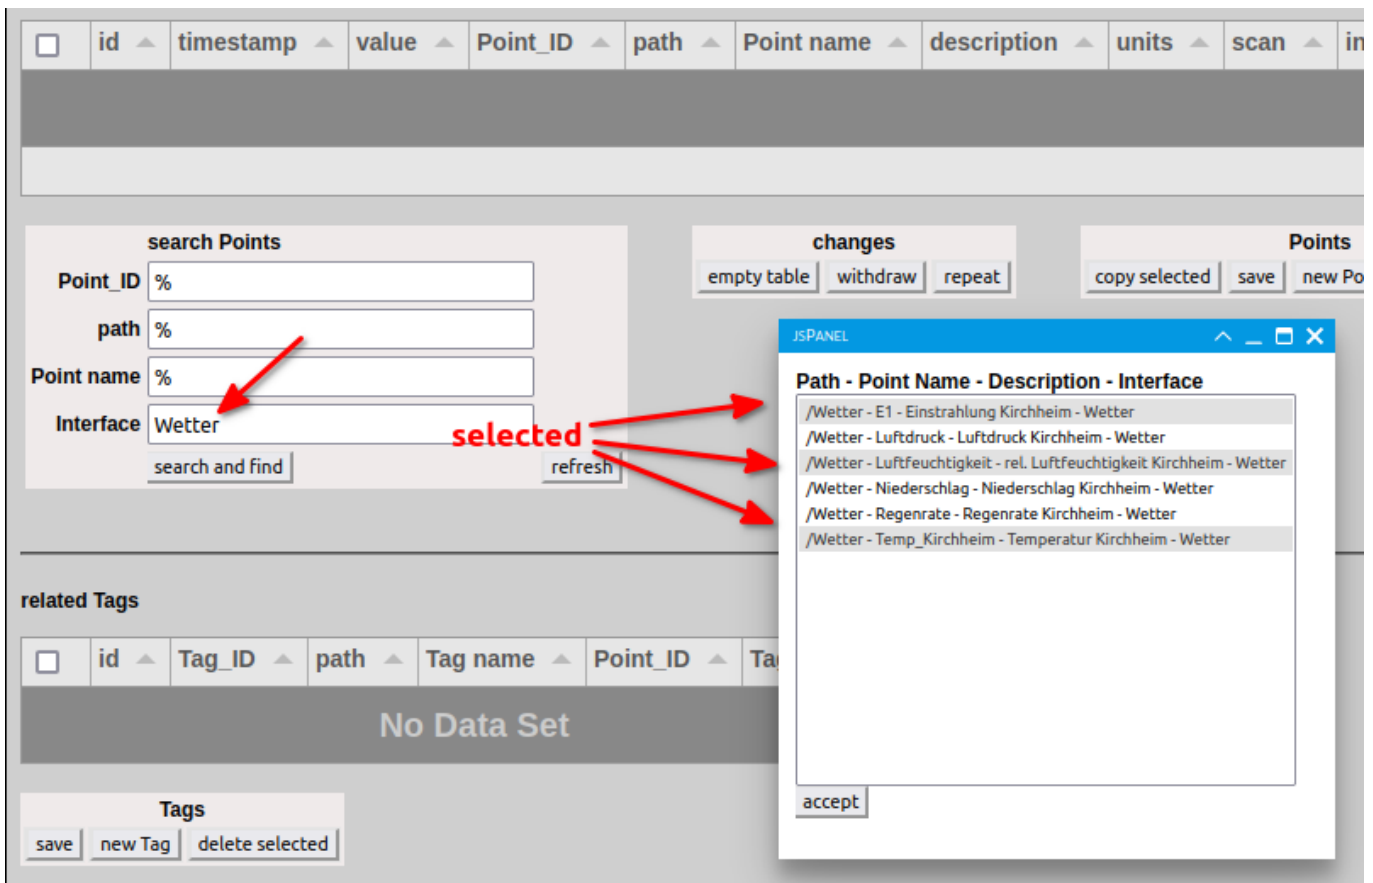 id timestamp value Point_ID path Point name description units scan in
search Points
Point_ID %
path %
Point name %
Interface Wetter
search and find refresh
changes
empty table withdraw repeat
Points
copy selected save new Po
selected
JSPANEL
Path - Point Name - Description - Interface
/Wetter - E1 - Einstrahlung Kirchheim - Wetter
/Wetter - Luftdruck - Luftdruck Kirchheim - Wetter
/Wetter - Luftfeuchtigkeit - rel. Luftfeuchtigkeit Kirchheim - Wetter
/Wetter - Niederschlag - Niederschlag Kirchheim - Wetter
/Wetter - Regenrate - Regenrate Kirchheim - Wetter
/Wetter - Temp_Kirchheim - Temperatur Kirchheim - Wetter
accept
related Tags
id Tag_ID path Tag name Point_ID Ta
No Data Set
Tags
save new Tag delete selected